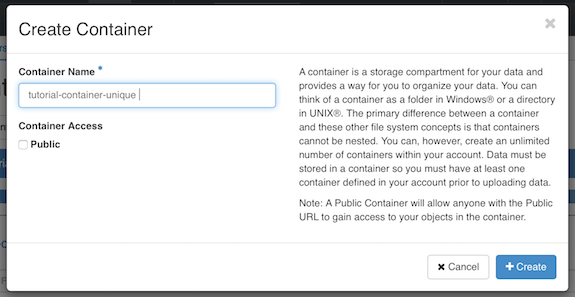 Create Container
×
Container Name *
tutorial-container-unique
Container Access
Public
A container is a storage compartment for your data and
provides a way for you to organize your data. You can
think of a container as a folder in Windows® or a directory
in UNIX®. The primary difference between a container
and these other file system concepts is that containers
cannot be nested. You can, however, create an unlimited
number of containers within your account. Data must be
stored in a container so you must have at least one
container defined in your account prior to uploading data.
Note: A Public Container will allow anyone with the Public
URL to gain access to your objects in the container.
× Cancel
+ Create